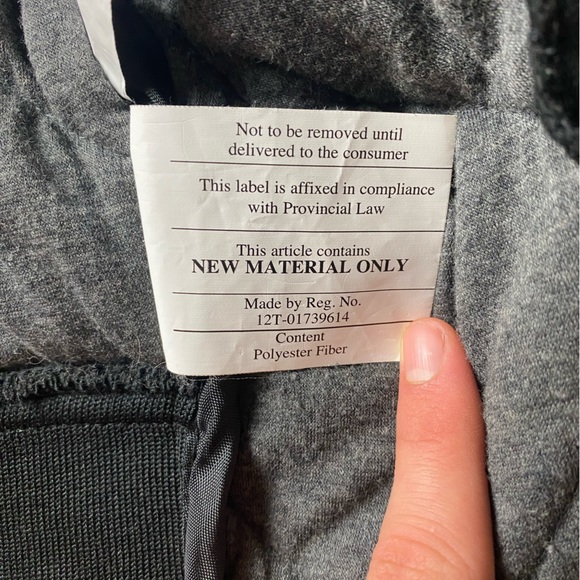 Not to be removed until
delivered to the consumer
This label is affixed in compliance
with Provincial Law
This article contains
NEW MATERIAL ONLY
Made by Reg. No.
12T-01739614
Content
Polyester Fiber